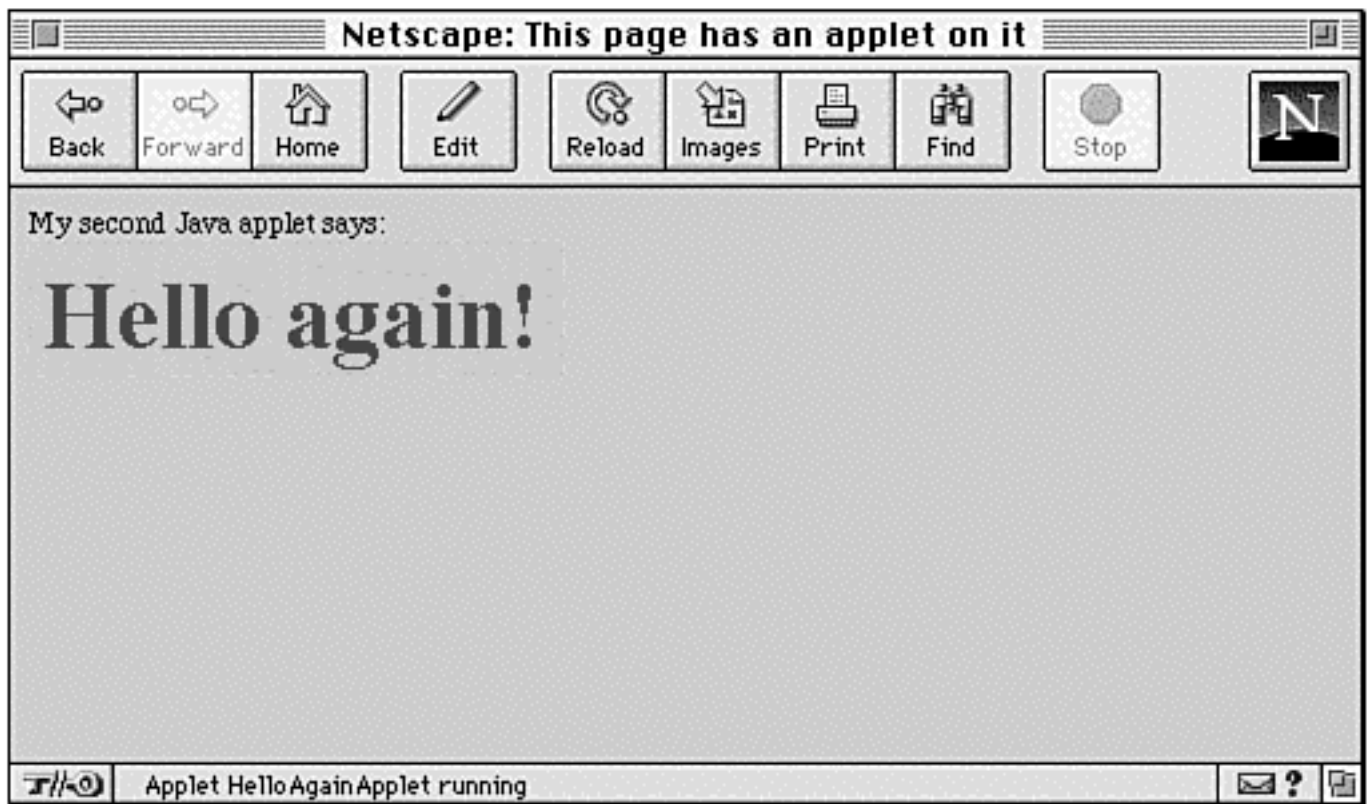 Netscape: This page has an applet on it
Back Forward Home Edit Reload Images Print Find Stop N
My second Java applet says:
Hello again!
Applet HelloAgainApplet running ?